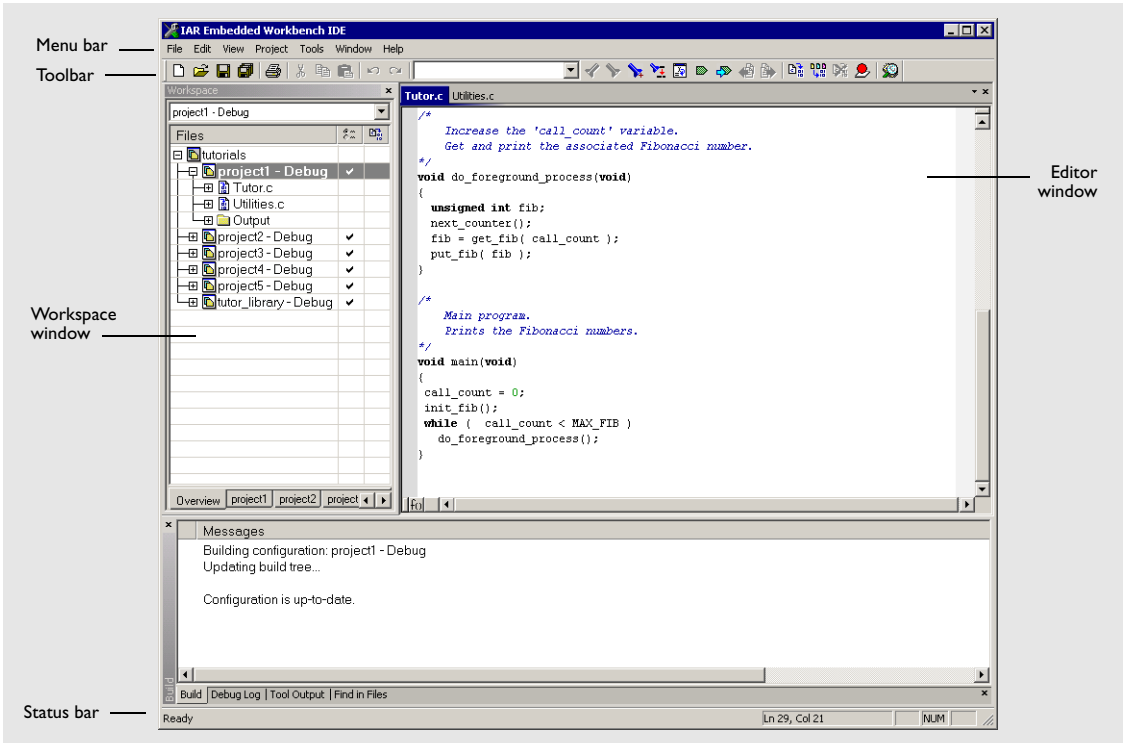 IAR Embedded Workbench IDE
Menu bar
File Edit View Project Tools Window Help
Toolbar
Workspace
project1 - Debug
Files
tutorials
project1 - Debug
Tutor.c
Utilities.c
Output
project2 - Debug
project3 - Debug
project4 - Debug
project5 - Debug
tutor_library - Debug
Workspace
window
Overview project1 project2 project
Tutor.c Utilities.c
/*
Increase the 'call_count' variable.
Get and print the associated Fibonacci number.
*/
void do_foreground_process(void)
{
unsigned int fib;
next_counter();
fib = get_fib( call_count );
put_fib( fib );
}
/*
Main program.
Prints the Fibonacci numbers.
*/
void main(void)
{
call_count = 0;
init_fib();
while ( call_count < MAX_FIB )
do_foreground_process();
}
f0
Editor
window
Messages
Building configuration: project1 - Debug
Updating build tree...
Configuration is up-to-date.
Build
Build Debug Log Tool Output Find in Files
Status bar
Ready Ln 29, Col 21 NUM